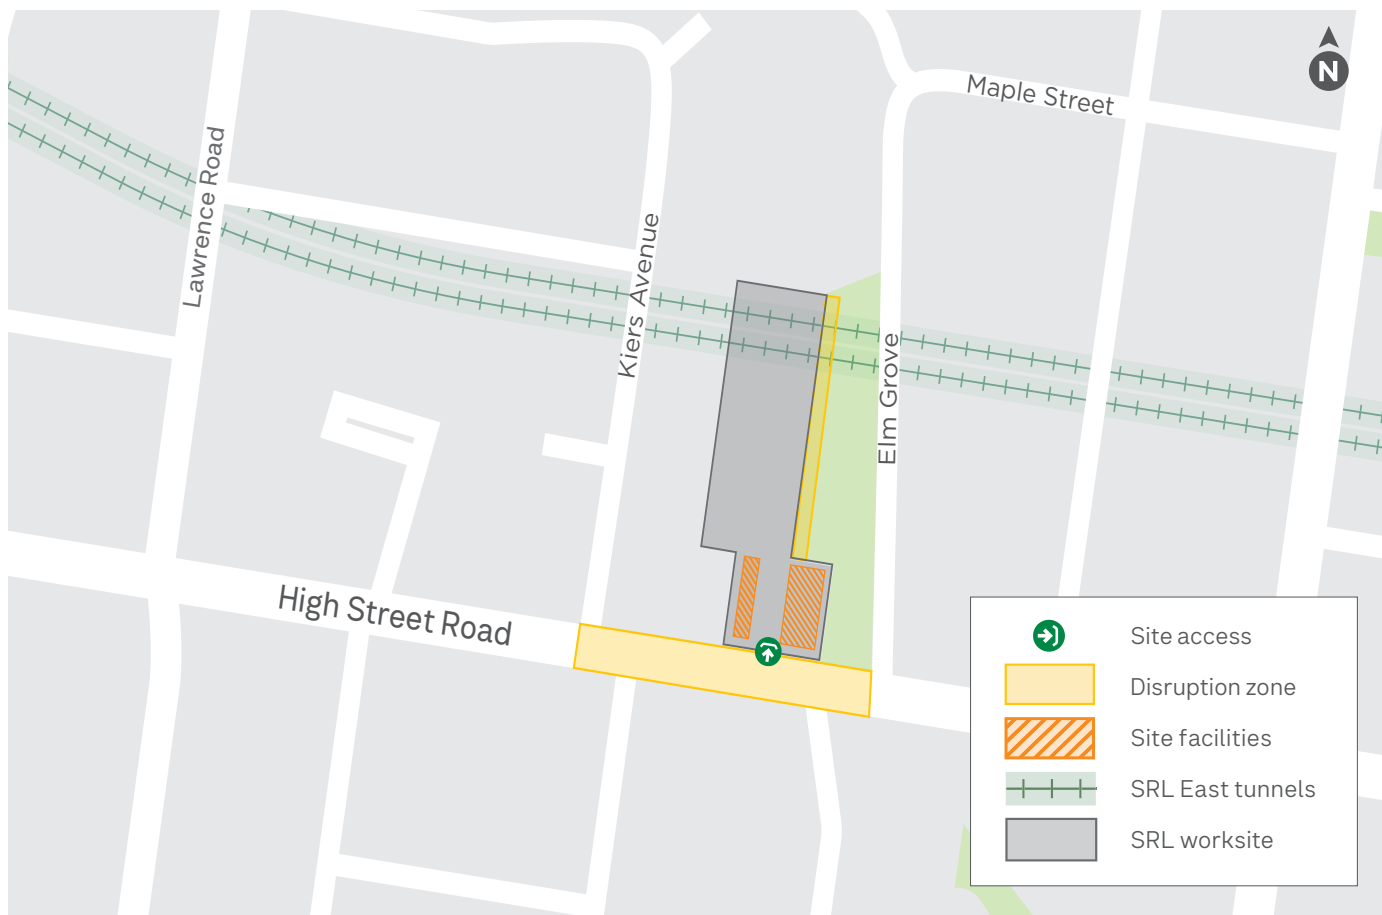 N
Maple Street
Lawrence Road
Kiers Avenue
Elm Grove
High Street Road
Site access
Disruption zone
Site facilities
SRL East tunnels
SRL worksite